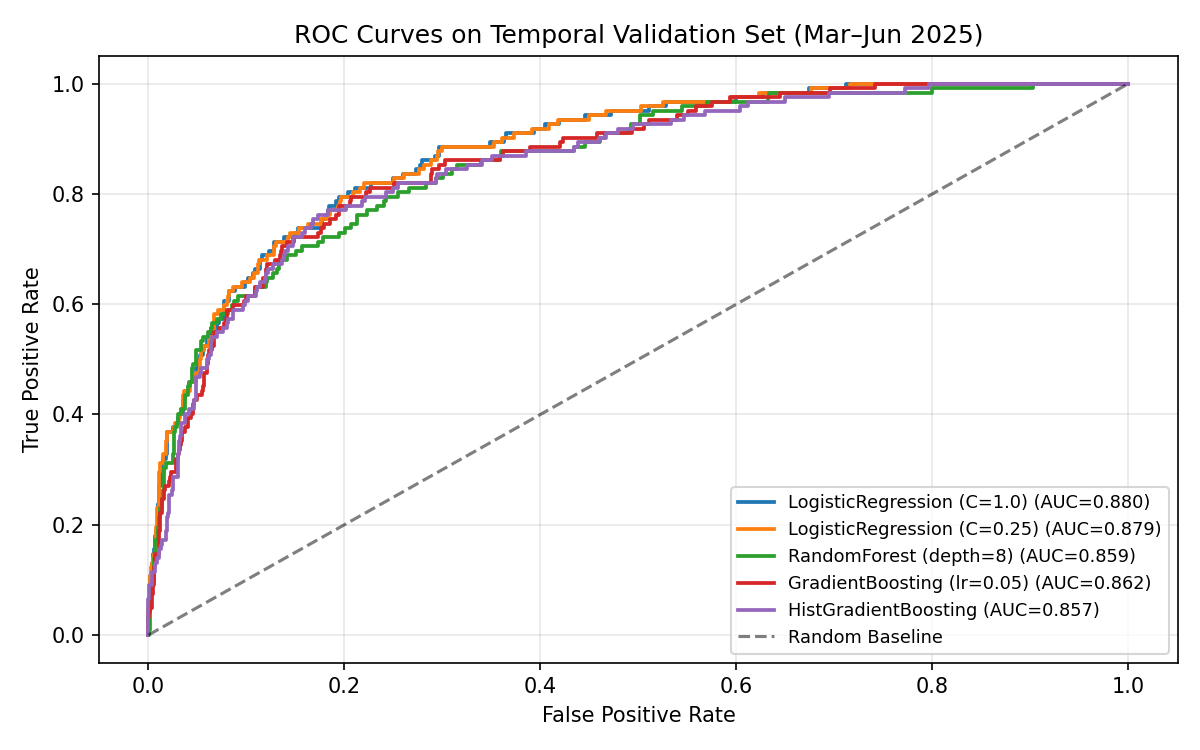 ROC Curves on Temporal Validation Set (Mar–Jun 2025)
True Positive Rate
1.0
0.8
0.6
0.4
0.2
0.0
LogisticRegression (C=1.0) (AUC=0.880)
LogisticRegression (C=0.25) (AUC=0.879)
RandomForest (depth=8) (AUC=0.859)
GradientBoosting (lr=0.05) (AUC=0.862)
HistGradientBoosting (AUC=0.857)
Random Baseline
0.0 0.2 0.4 0.6 0.8 1.0
False Positive Rate